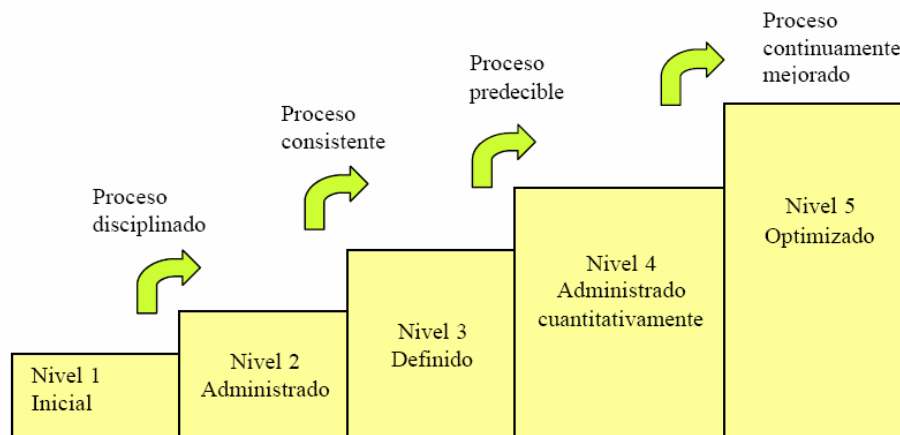 Proceso
continuamente
mejorado
Proceso
predecible
Proceso
consistente
Proceso
disciplinado
Nivel 5
Optimizado
Nivel 4
Administrado
cuantitativamente
Nivel 3
Definido
Nivel 2
Administrado
Nivel 1
Inicial